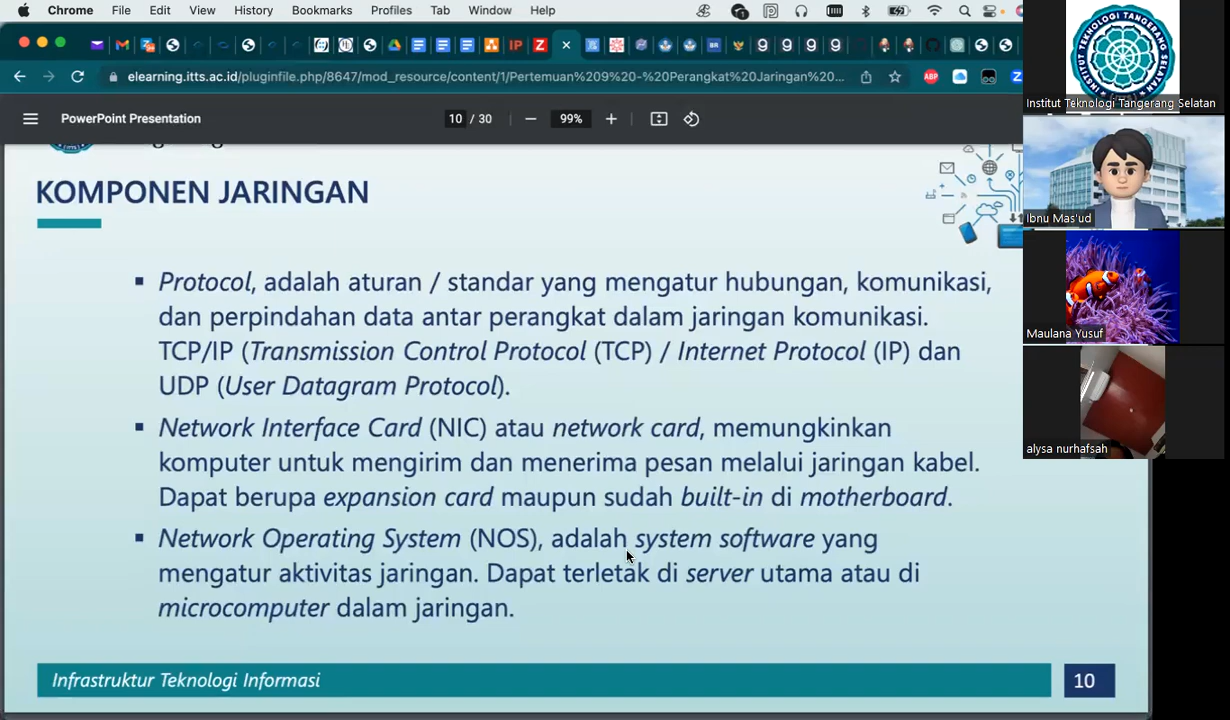 Chrome File Edit View History Bookmarks Profiles Tab Window Help
elearning.itts.ac.id/pluginfile.php/8647/mod_resource/content/1/Pertemuan%209%20-%20Perangkat%20Jaringan%20...
PowerPoint Presentation
10 / 30
99%
KOMPONEN JARINGAN
▪ Protocol, adalah aturan / standar yang mengatur hubungan, komunikasi,
dan perpindahan data antar perangkat dalam jaringan komunikasi.
TCP/IP (Transmission Control Protocol (TCP) / Internet Protocol (IP) dan
UDP (User Datagram Protocol).
▪ Network Interface Card (NIC) atau network card, memungkinkan
komputer untuk mengirim dan menerima pesan melalui jaringan kabel.
Dapat berupa expansion card maupun sudah built-in di motherboard.
▪ Network Operating System (NOS), adalah system software yang
mengatur aktivitas jaringan. Dapat terletak di server utama atau di
microcomputer dalam jaringan.
Infrastruktur Teknologi Informasi
10
INSTITUT TEKNOLOGI TANGERANG SELATAN
Institut Teknologi Tangerang Selatan
Ibnu Mas'ud
Maulana Yusuf
alysa nurhafsah